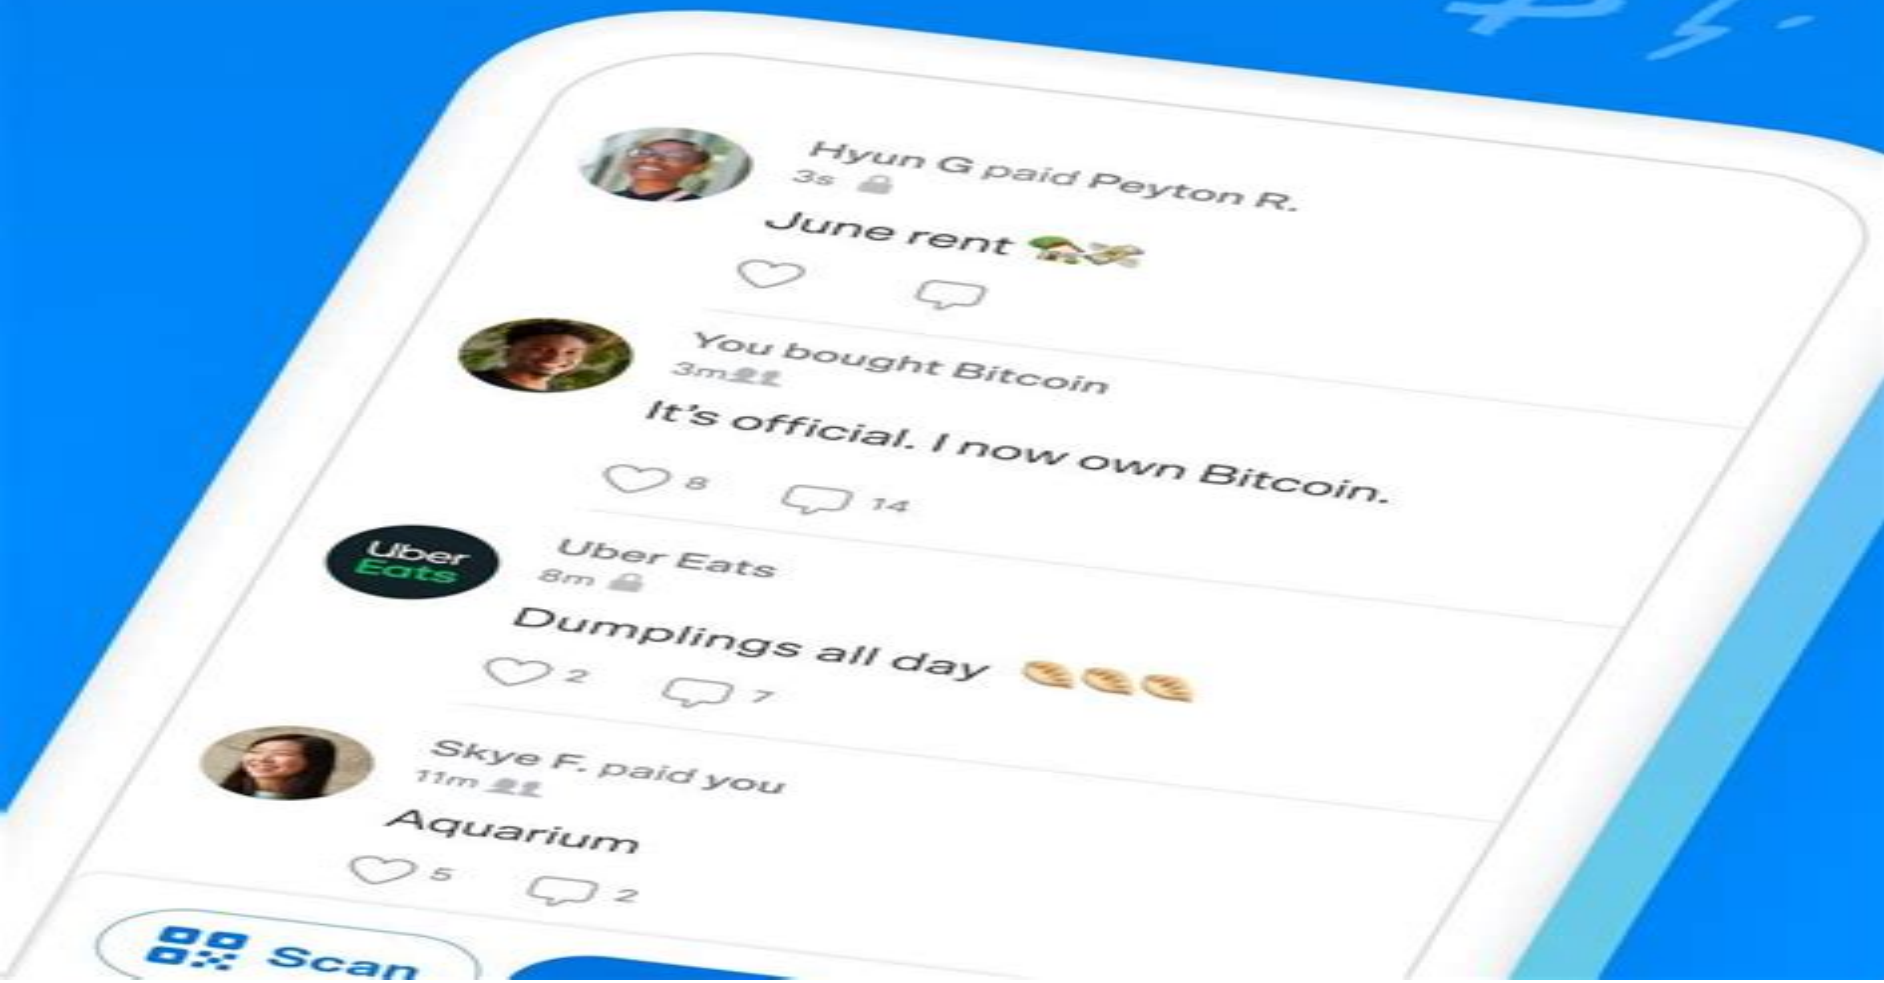 Hyun G paid Peyton R.
3s
June rent
You bought Bitcoin
3m
It's official. I now own Bitcoin.
8 14
Uber
Eats
Uber Eats
8m
Dumplings all day
2 7
Skye F. paid you
11m
Aquarium
5 2
Scan